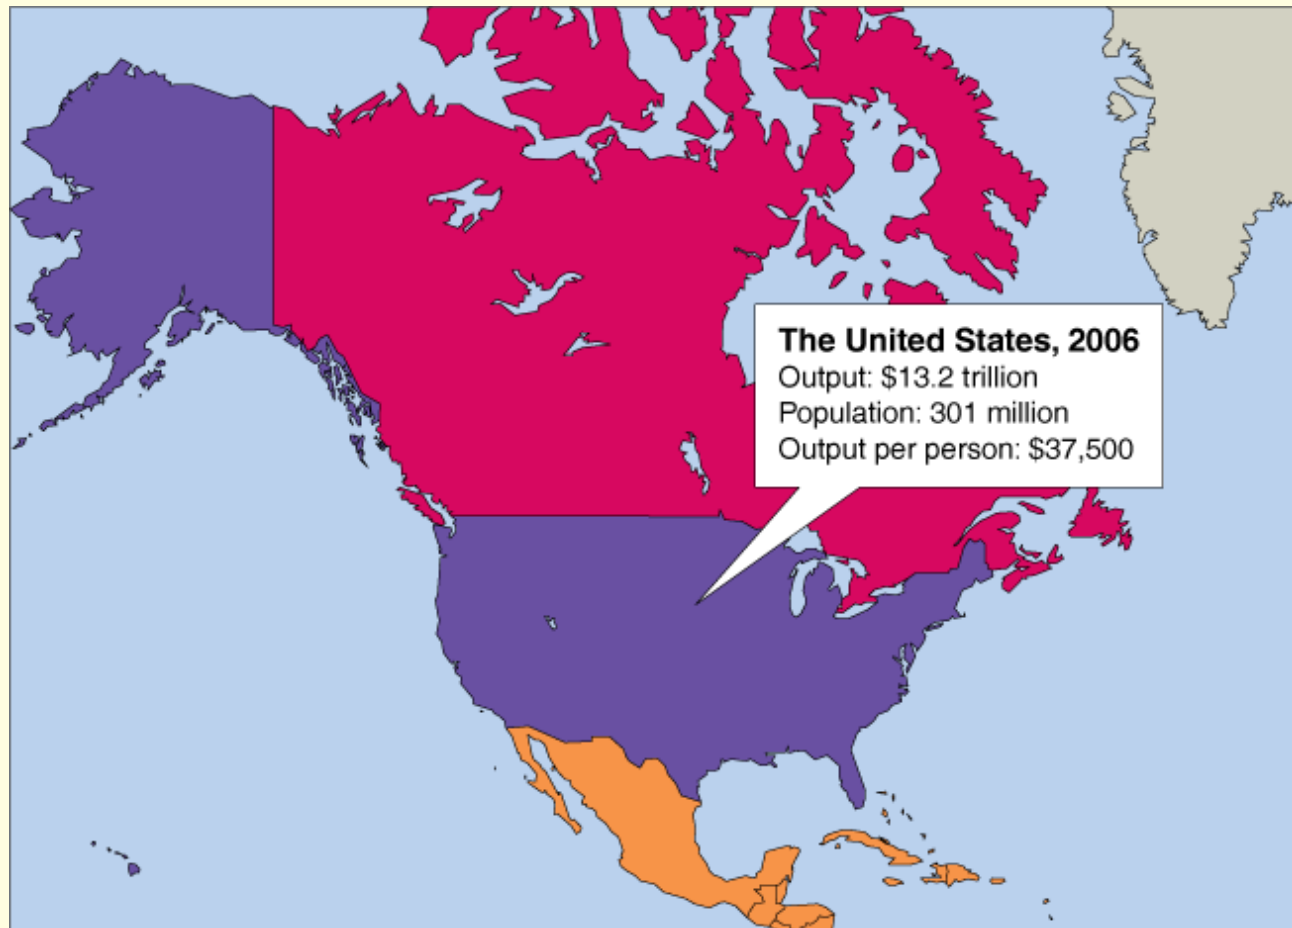 The United States, 2006
Output: $13.2 trillion
Population: 301 million
Output per person: $37,500